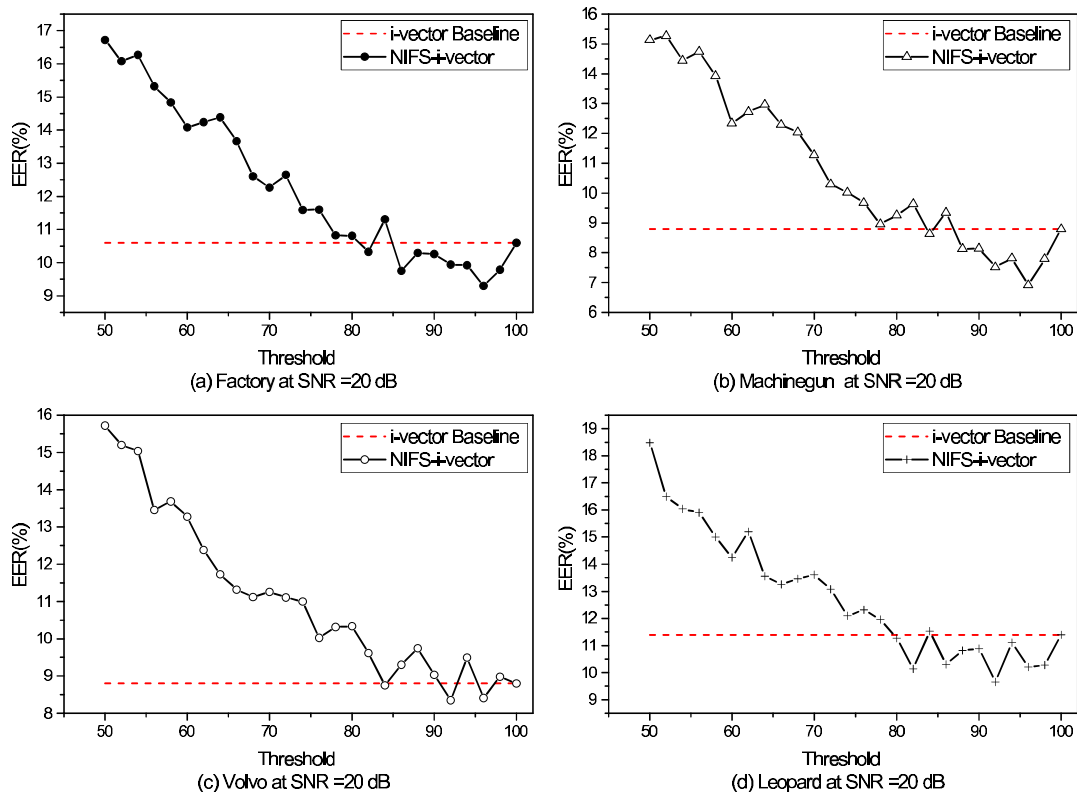 17
16
15
14
13
12
11
10
9
EER(%)
50 60 70 80 90 100
Threshold
i-vector Baseline
NIFS-i-vector
(a) Factory at SNR =20 dB
16
15
14
13
12
11
10
9
8
7
6
EER(%)
50 60 70 80 90 100
Threshold
i-vector Baseline
NIFS-i-vector
(b) Machinegun at SNR =20 dB
16
15
14
13
12
11
10
9
8
EER(%)
50 60 70 80 90 100
Threshold
i-vector Baseline
NIFS-i-vector
(c) Volvo at SNR =20 dB
19
18
17
16
15
14
13
12
11
10
9
EER(%)
50 60 70 80 90 100
Threshold
i-vector Baseline
NIFS-i-vector
(d) Leopard at SNR =20 dB